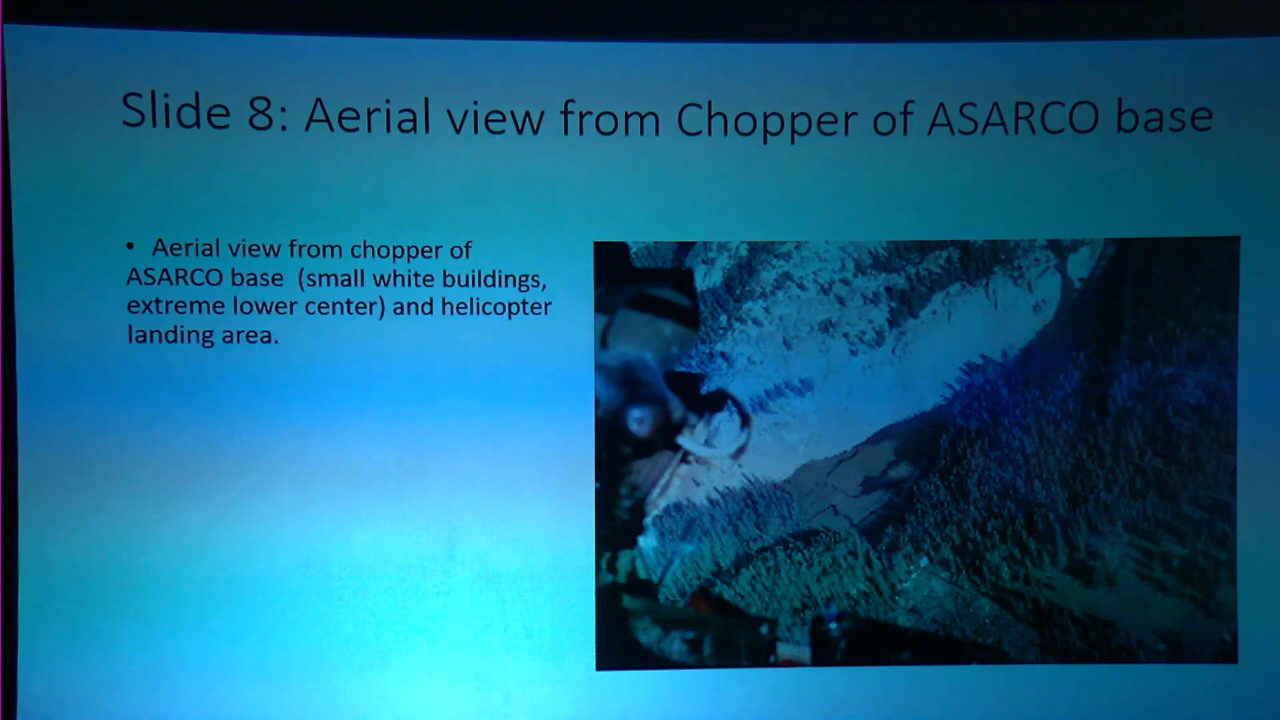 Slide 8: Aerial view from Chopper of ASARCO base
• Aerial view from chopper of
ASARCO base (small white buildings,
extreme lower center) and helicopter
landing area.